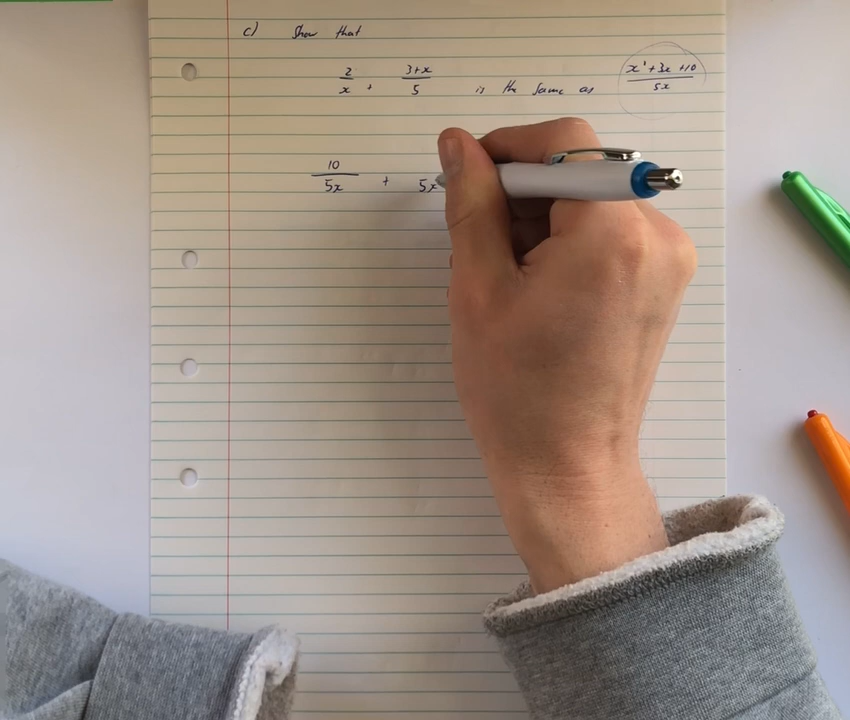 c) Show that
2/x + 3+x/5 is the same as x²+3x+10/5x
10/5x + 5x